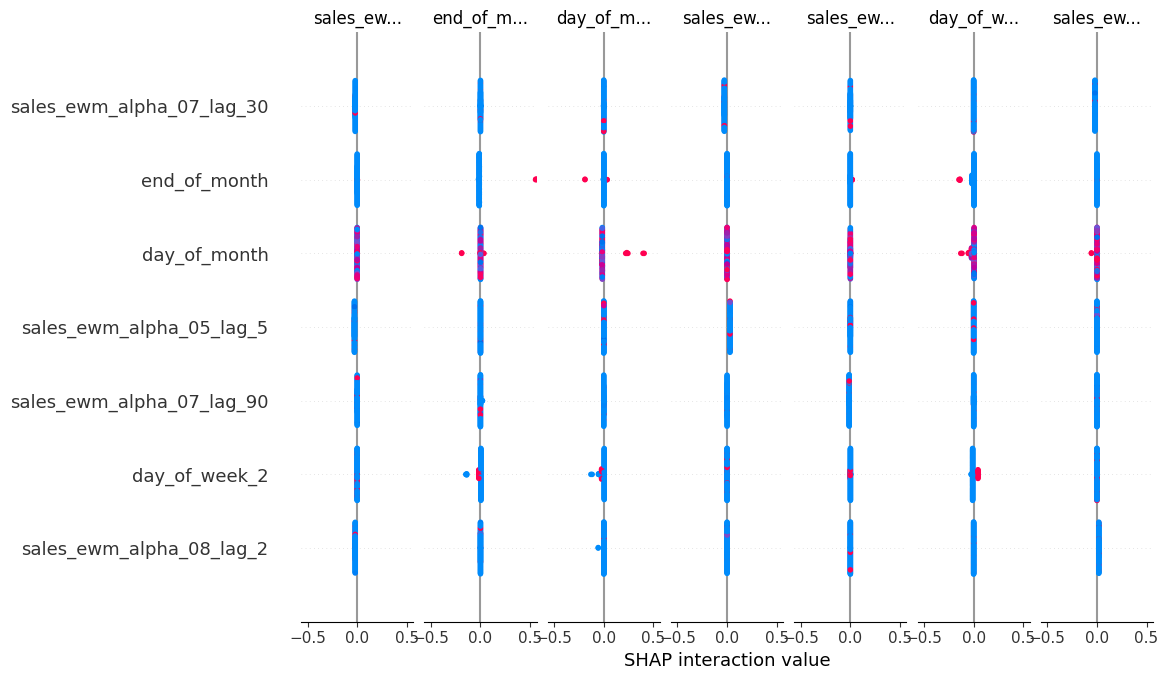 sales_ew... end_of_m... day_of_m... sales_ew... sales_ew... day_of_w... sales_ew...
sales_ewm_alpha_07_lag_30
end_of_month
day_of_month
sales_ewm_alpha_05_lag_5
sales_ewm_alpha_07_lag_90
day_of_week_2
sales_ewm_alpha_08_lag_2
−0.5 0.0 0.5 −0.5 0.0 0.5 −0.5 0.0 0.5 −0.5 0.0 0.5 −0.5 0.0 0.5 −0.5 0.0 0.5 −0.5 0.0 0.5
SHAP interaction value